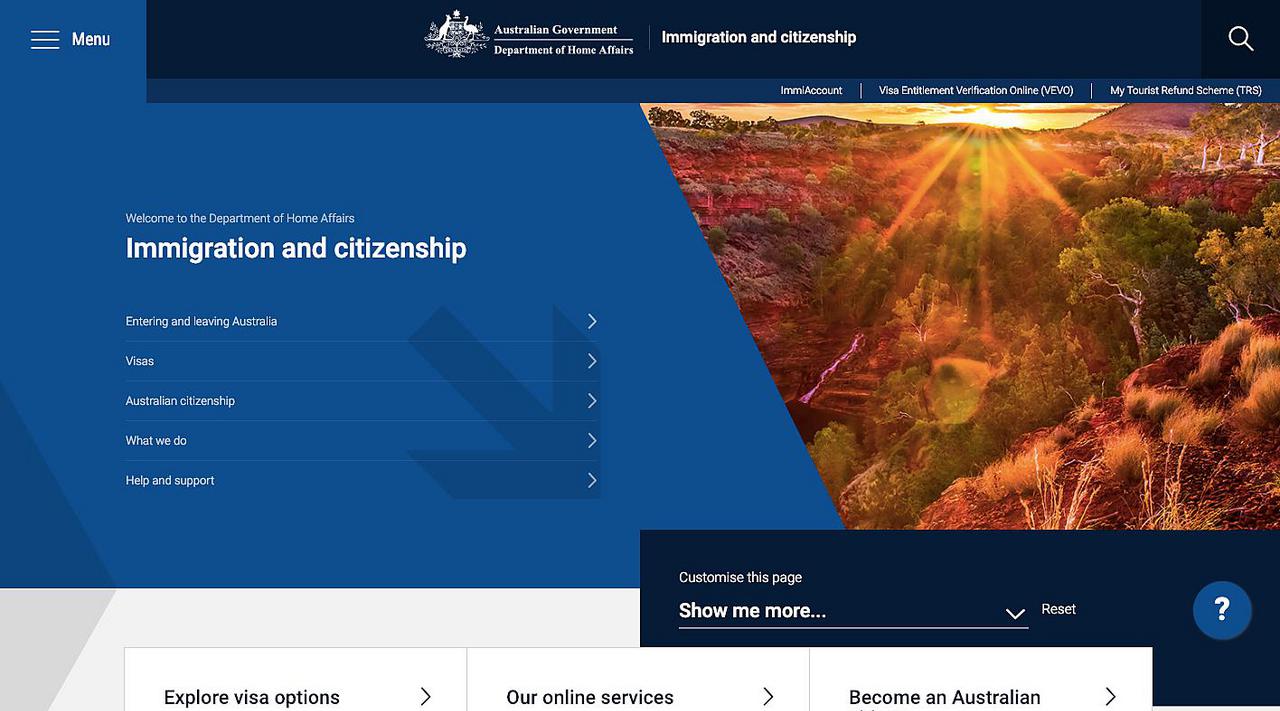 Menu
Australian Government
Department of Home Affairs
Immigration and citizenship
ImmiAccount
Visa Entitlement Verification Online (VEVO)
My Tourist Refund Scheme (TRS)
Welcome to the Department of Home Affairs
Immigration and citizenship
Entering and leaving Australia
Visas
Australian citizenship
What we do
Help and support
Customise this page
Show me more...
Reset
?
Explore visa options
Our online services
Become an Australian